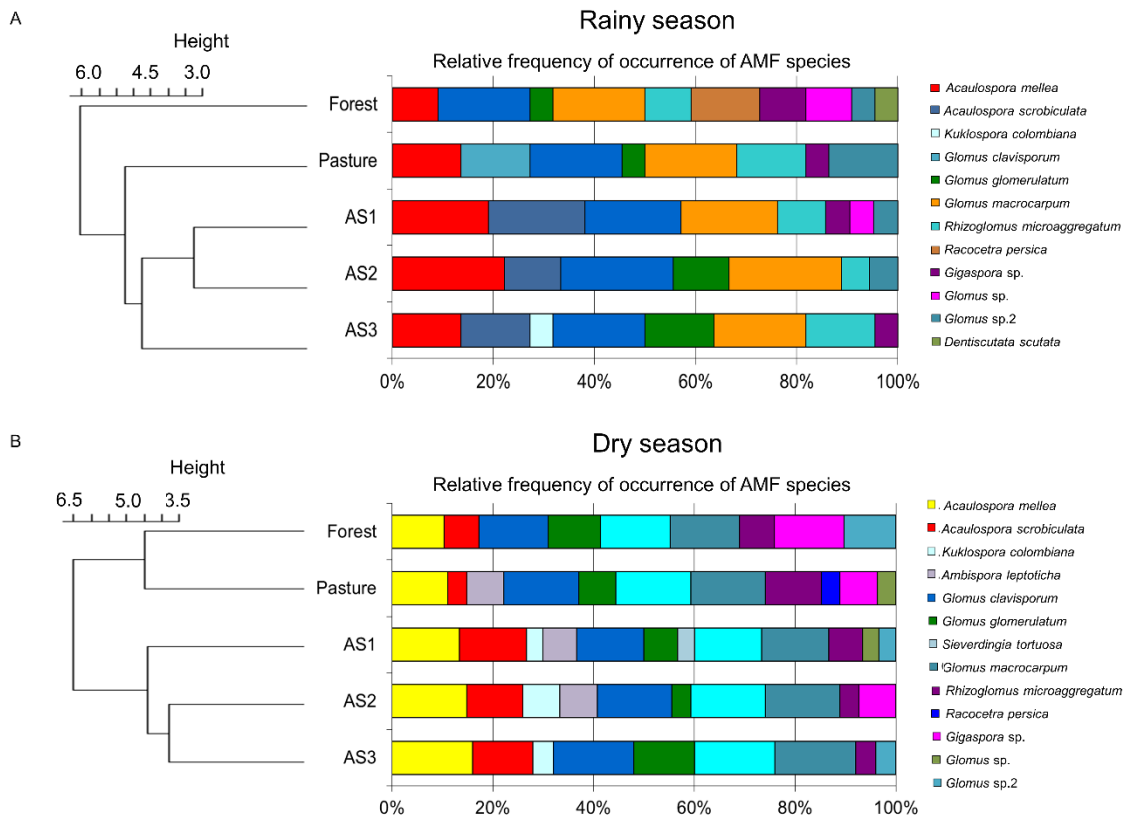 A
Rainy season
Height
6.0 4.5 3.0
Relative frequency of occurrence of AMF species
Forest
Pasture
AS1
AS2
AS3
0% 20% 40% 60% 80% 100%
Acaulospora mellea
Acaulospora scrobiculata
Kuklospora colombiana
Glomus clavisporum
Glomus glomerulatum
Glomus macrocarpum
Rhizoglomus microaggregatum
Racocetra persica
Gigaspora sp.
Glomus sp.
Glomus sp.2
Dentiscutata scutata
B
Dry season
Height
6.5 5.0 3.5
Relative frequency of occurrence of AMF species
Forest
Pasture
AS1
AS2
AS3
0% 20% 40% 60% 80% 100%
Acaulospora mellea
Acaulospora scrobiculata
Kuklospora colombiana
Ambispora leptoticha
Glomus clavisporum
Glomus glomerulatum
Sieverdingia tortuosa
Glomus macrocarpum
Rhizoglomus microaggregatum
Racocetra persica
Gigaspora sp.
Glomus sp.
Glomus sp.2